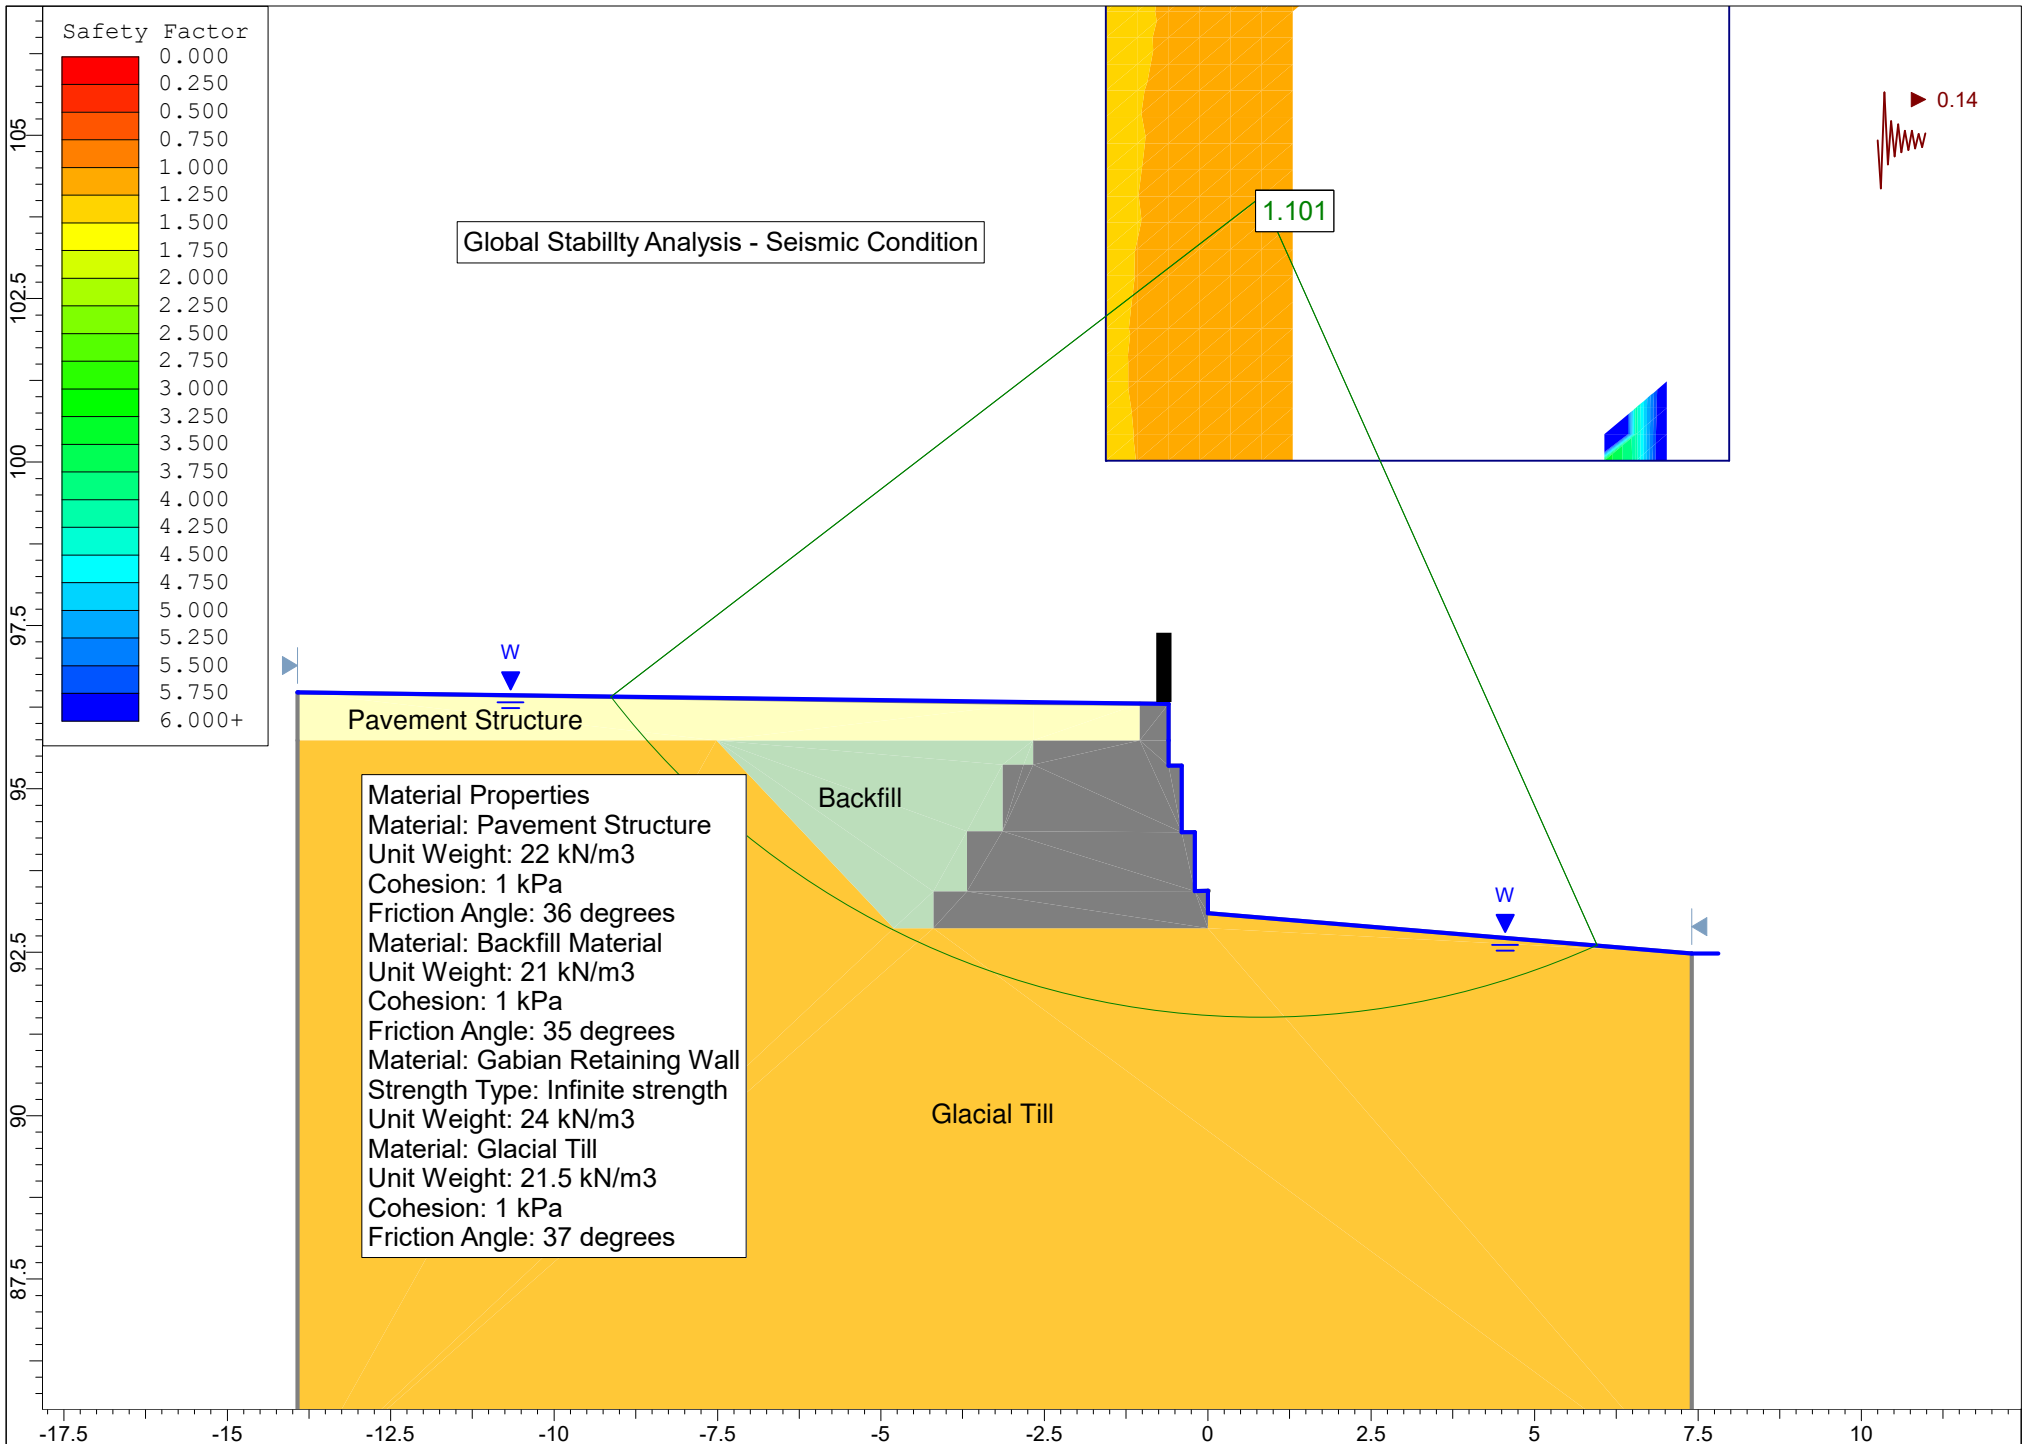 Safety Factor
0.000
0.250
0.500
0.750
1.000
1.250
1.500
1.750
2.000
2.250
2.500
2.750
3.000
3.250
3.500
3.750
4.000
4.250
4.500
4.750
5.000
5.250
5.500
5.750
6.000+
0.14
1.101
Global Stabillty Analysis - Seismic Condition
W
Pavement Structure
Backfill
W
Material Properties
Material: Pavement Structure
Unit Weight: 22 kN/m3
Cohesion: 1 kPa
Friction Angle: 36 degrees
Material: Backfill Material
Unit Weight: 21 kN/m3
Cohesion: 1 kPa
Friction Angle: 35 degrees
Material: Gabian Retaining Wall
Strength Type: Infinite strength
Unit Weight: 24 kN/m3
Material: Glacial Till
Unit Weight: 21.5 kN/m3
Cohesion: 1 kPa
Friction Angle: 37 degrees
Glacial Till
105
102.5
100
97.5
95
92.5
90
87.5
-17.5 -15 -12.5 -10 -7.5 -5 -2.5 0 2.5 5 7.5 10